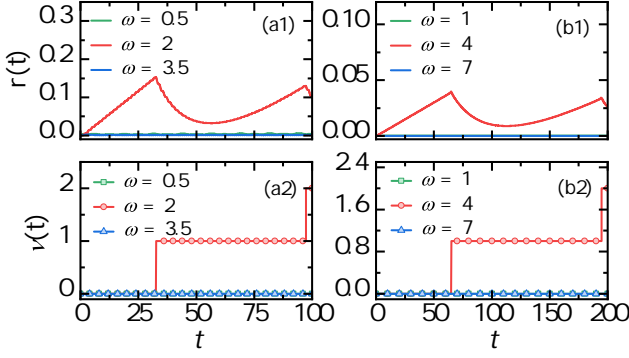 r(t)
0.3
0.2
0.1
0.0
ω = 0.5
ω = 2
ω = 3.5
(a1)
0.10
0.05
0.00
ω = 1
ω = 4
ω = 7
(b1)
ν(t)
2
1
0
ω = 0.5
ω = 2
ω = 3.5
(a2)
0 25 50 75 100
t
2.4
1.6
0.8
0.0
ω = 1
ω = 4
ω = 7
(b2)
0 50 100 150 200
t